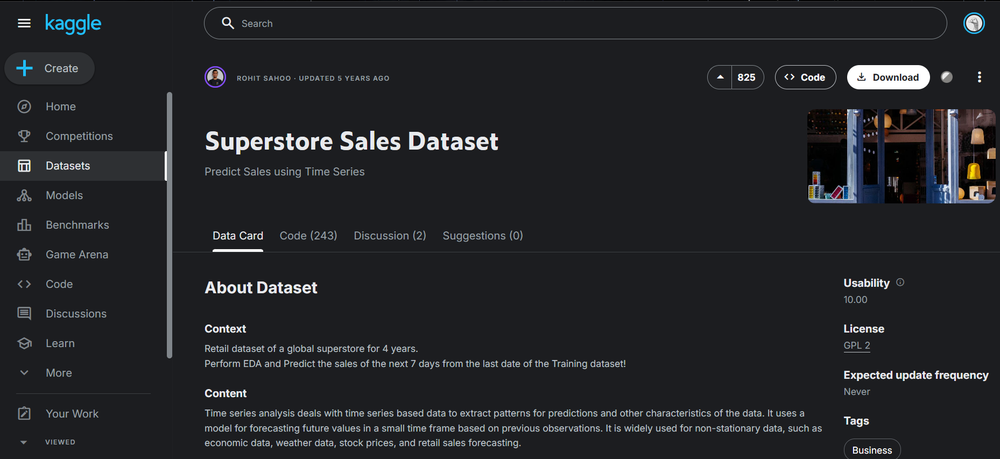 kaggle
Search
Create
Home
Competitions
Datasets
Models
Benchmarks
Game Arena
Code
Discussions
Learn
More
Your Work
VIEWED
ROHIT SAHOO · UPDATED 5 YEARS AGO
825
Code
Download
Superstore Sales Dataset
Predict Sales using Time Series
Data Card
Code (243)
Discussion (2)
Suggestions (0)
About Dataset
Context
Retail dataset of a global superstore for 4 years.
Perform EDA and Predict the sales of the next 7 days from the last date of the Training dataset!
Content
Time series analysis deals with time series based data to extract patterns for predictions and other characteristics of the data. It uses a
model for forecasting future values in a small time frame based on previous observations. It is widely used for non-stationary data, such as
economic data, weather data, stock prices, and retail sales forecasting.
Usability
10.00
License
GPL 2
Expected update frequency
Never
Tags
Business